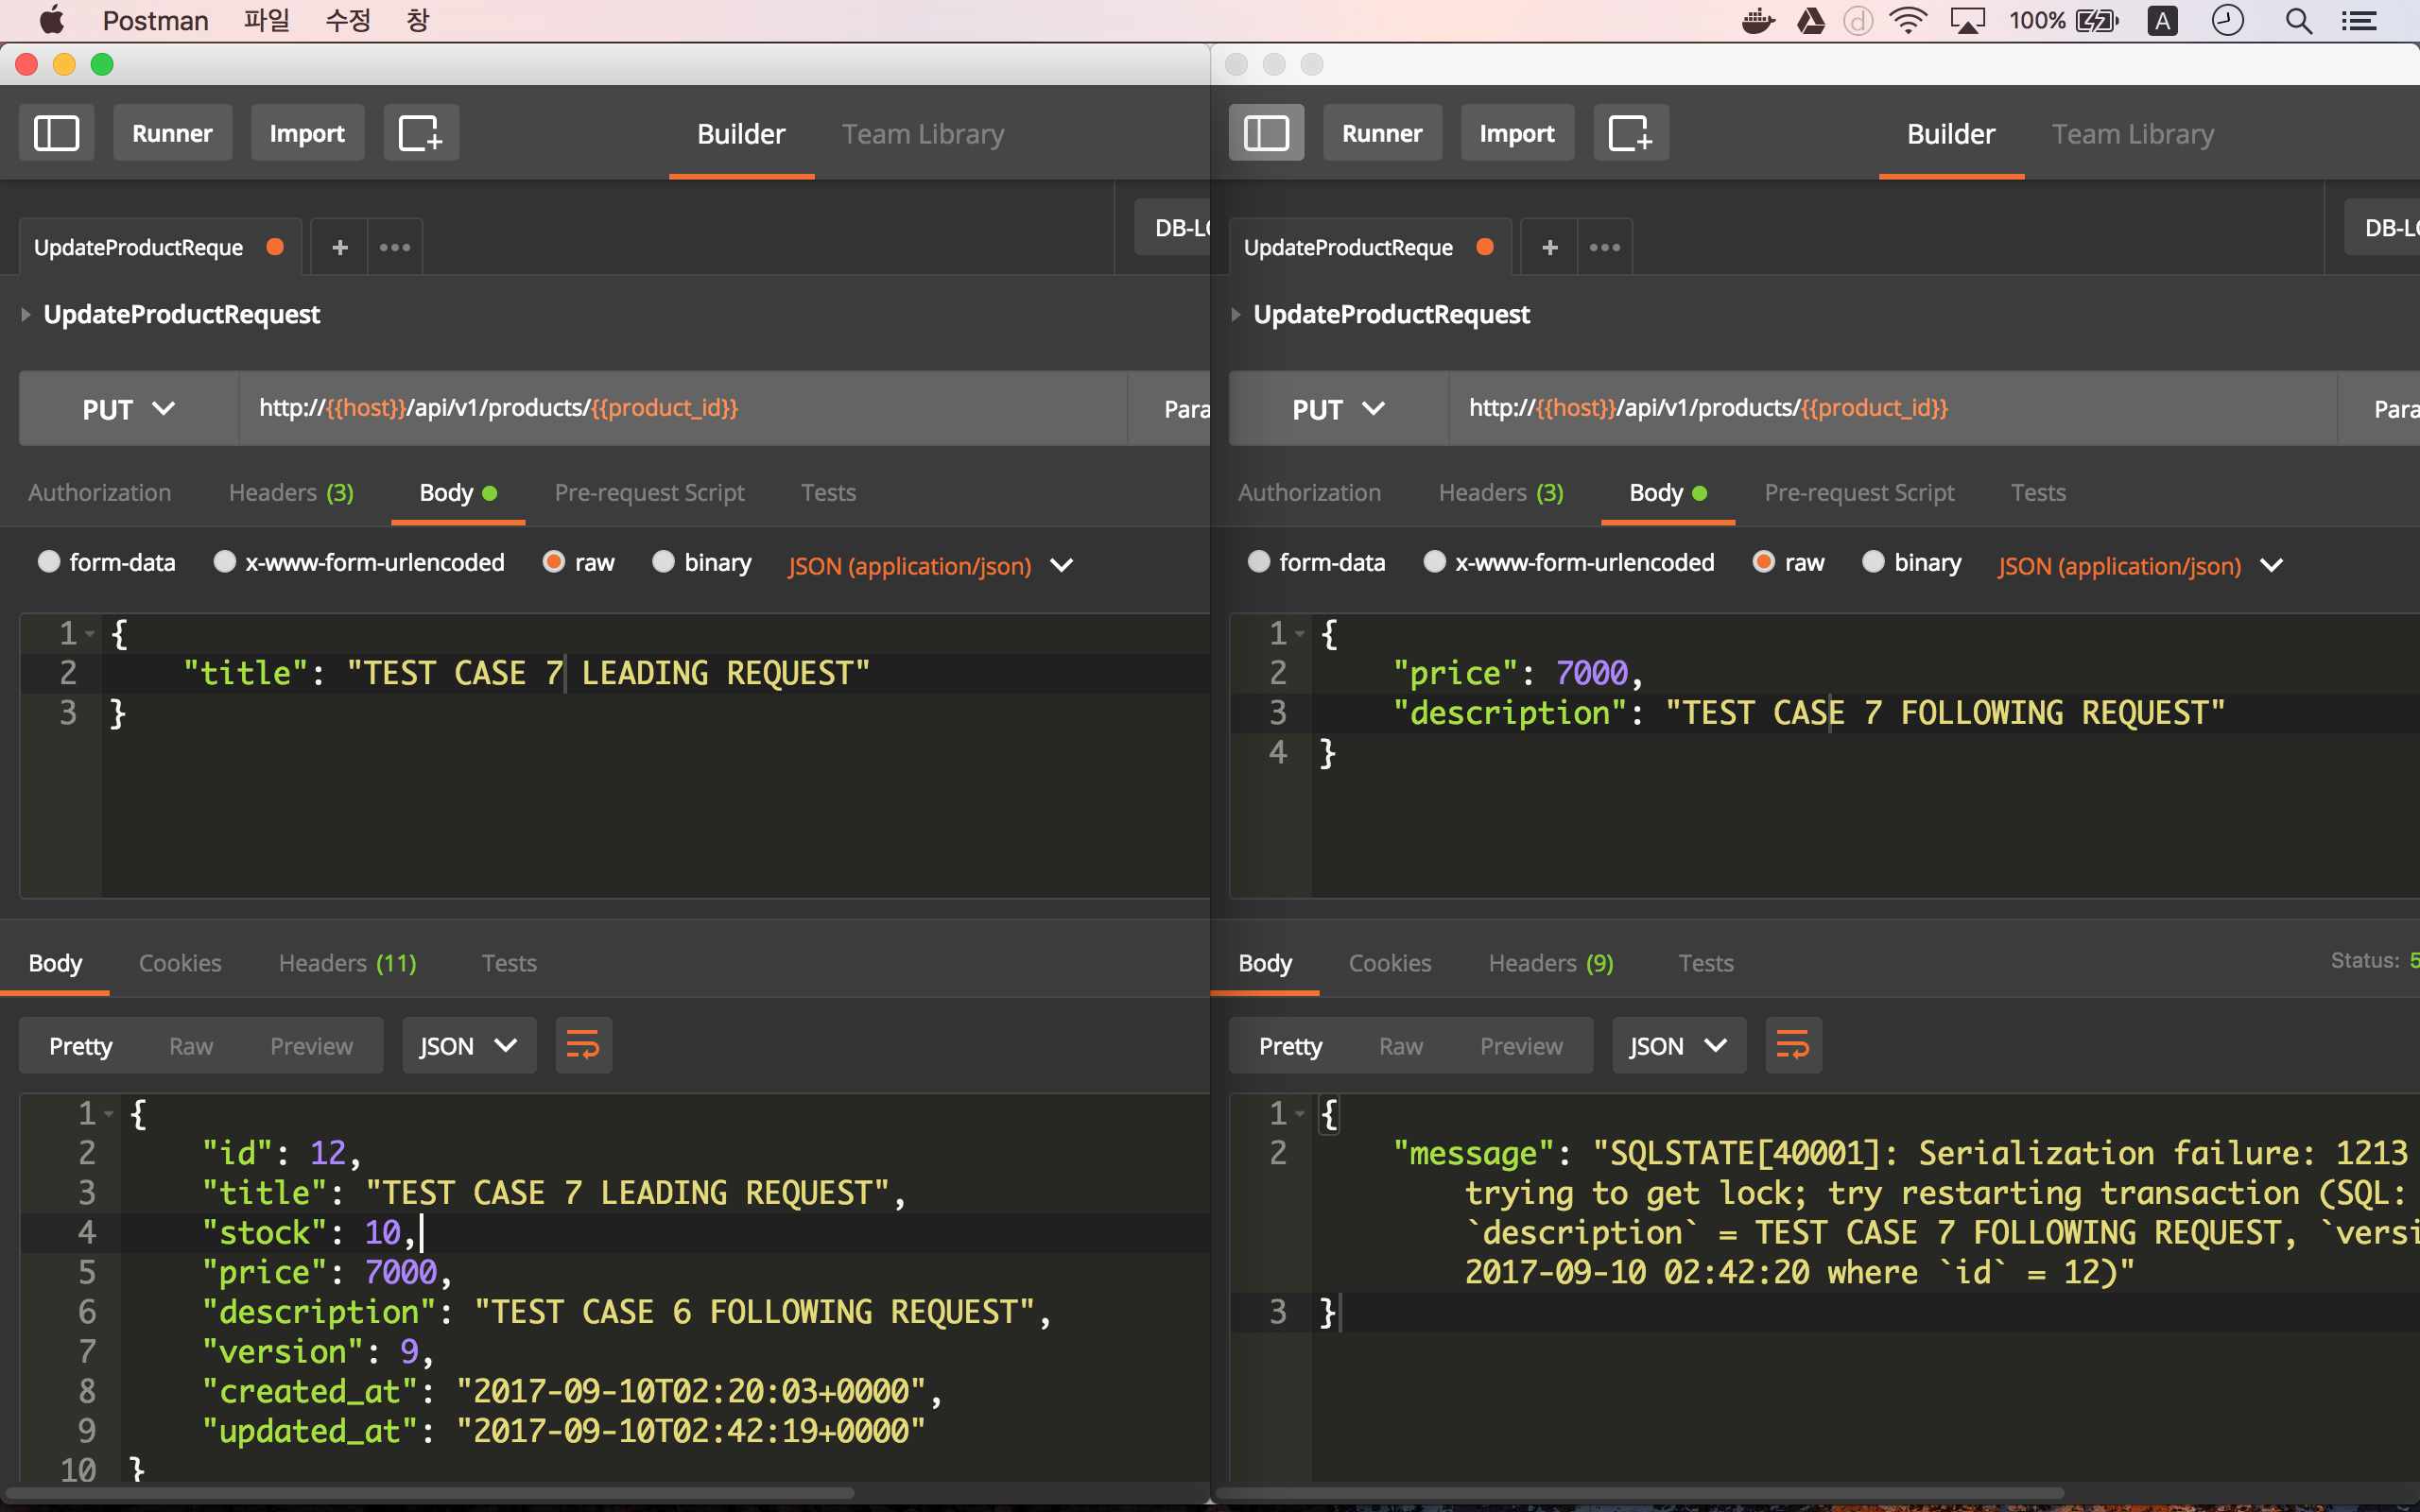 Postman 파일 수정 창 100% A
Runner Import Builder Team Library
UpdateProductReque + •••
UpdateProductRequest
PUT http://{{host}}/api/v1/products/{{product_id}}
Authorization Headers (3) Body Pre-request Script Tests
form-data x-www-form-urlencoded raw binary JSON (application/json)
1 {
2 "title": "TEST CASE 7 LEADING REQUEST"
3 }
Body Cookies Headers (11) Tests
Pretty Raw Preview JSON
1 {
2 "id": 12,
3 "title": "TEST CASE 7 LEADING REQUEST",
4 "stock": 10,
5 "price": 7000,
6 "description": "TEST CASE 6 FOLLOWING REQUEST",
7 "version": 9,
8 "created_at": "2017-09-10T02:20:03+0000",
9 "updated_at": "2017-09-10T02:42:19+0000"
10 }
Runner Import Builder Team Library
UpdateProductReque + •••
UpdateProductRequest
PUT http://{{host}}/api/v1/products/{{product_id}}
Authorization Headers (3) Body Pre-request Script Tests
form-data x-www-form-urlencoded raw binary JSON (application/json)
1 {
2 "price": 7000,
3 "description": "TEST CASE 7 FOLLOWING REQUEST"
4 }
Body Cookies Headers (9) Tests Status: 5
Pretty Raw Preview JSON
1 {
2 "message": "SQLSTATE[40001]: Serialization failure: 1213
trying to get lock; try restarting transaction (SQL:
`description` = TEST CASE 7 FOLLOWING REQUEST, `versi
2017-09-10 02:42:20 where `id` = 12)"
3 }